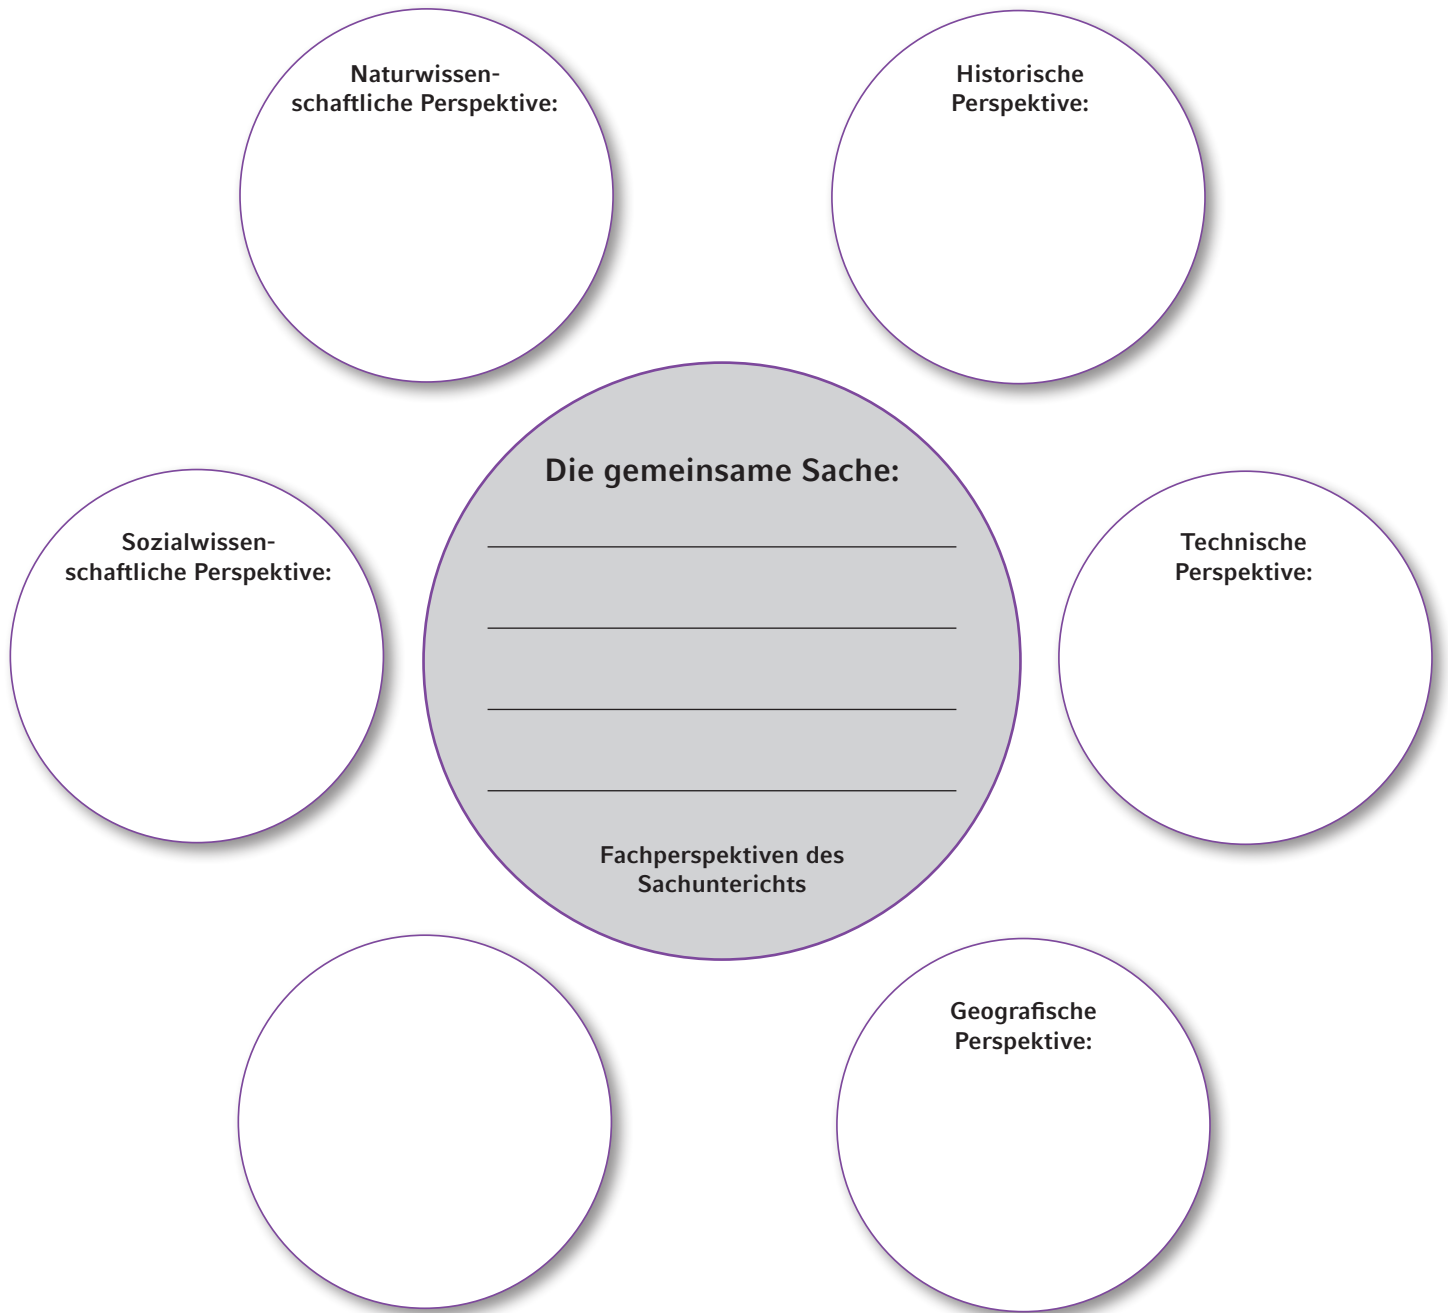 Naturwissen-
schaftliche Perspektive:
Historische
Perspektive:
Die gemeinsame Sache:
Sozialwissen-
schaftliche Perspektive:
Technische
Perspektive:
Fachperspektiven des
Sachunterichts
Geografische
Perspektive: